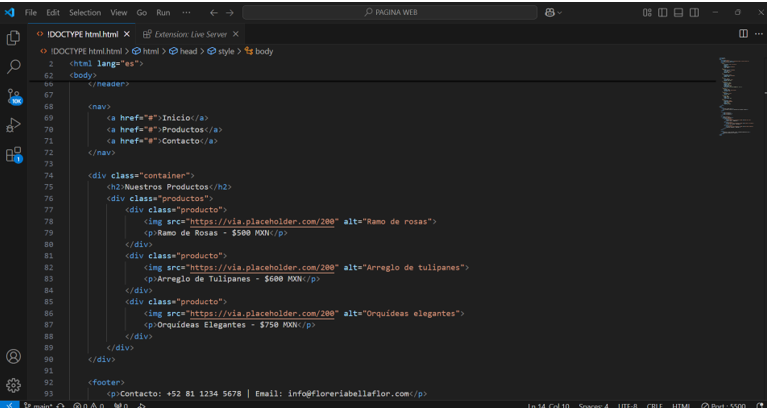 File Edit Selection View Go Run ··· ← → PAGINA WEB
!DOCTYPE html.html × Extension: Live Server ×
!DOCTYPE html.html > html > head > style > body
2 <html lang="es">
62 <body>
66 </header>
67
68 <nav>
69 <a href="#">Inicio</a>
70 <a href="#">Productos</a>
71 <a href="#">Contacto</a>
72 </nav>
73
74 <div class="container">
75 <h2>Nuestros Productos</h2>
76 <div class="productos">
77 <div class="producto">
78 <img src="https://via.placeholder.com/200" alt="Ramo de rosas">
79 <p>Ramo de Rosas - $500 MXN</p>
80 </div>
81 <div class="producto">
82 <img src="https://via.placeholder.com/200" alt="Arreglo de tulipanes">
83 <p>Arreglo de Tulipanes - $600 MXN</p>
84 </div>
85 <div class="producto">
86 <img src="https://via.placeholder.com/200" alt="Orquídeas elegantes">
87 <p>Orquídeas Elegantes - $750 MXN</p>
88 </div>
89 </div>
90 </div>
91
92 <footer>
93 <p>Contacto: +52 81 1234 5678 | Email: info@floreriabellaflor.com</p>
10K
1
main* 0 0 0 Ln 14, Col 10 Spaces: 4 UTF-8 CRLF HTML Port : 5500